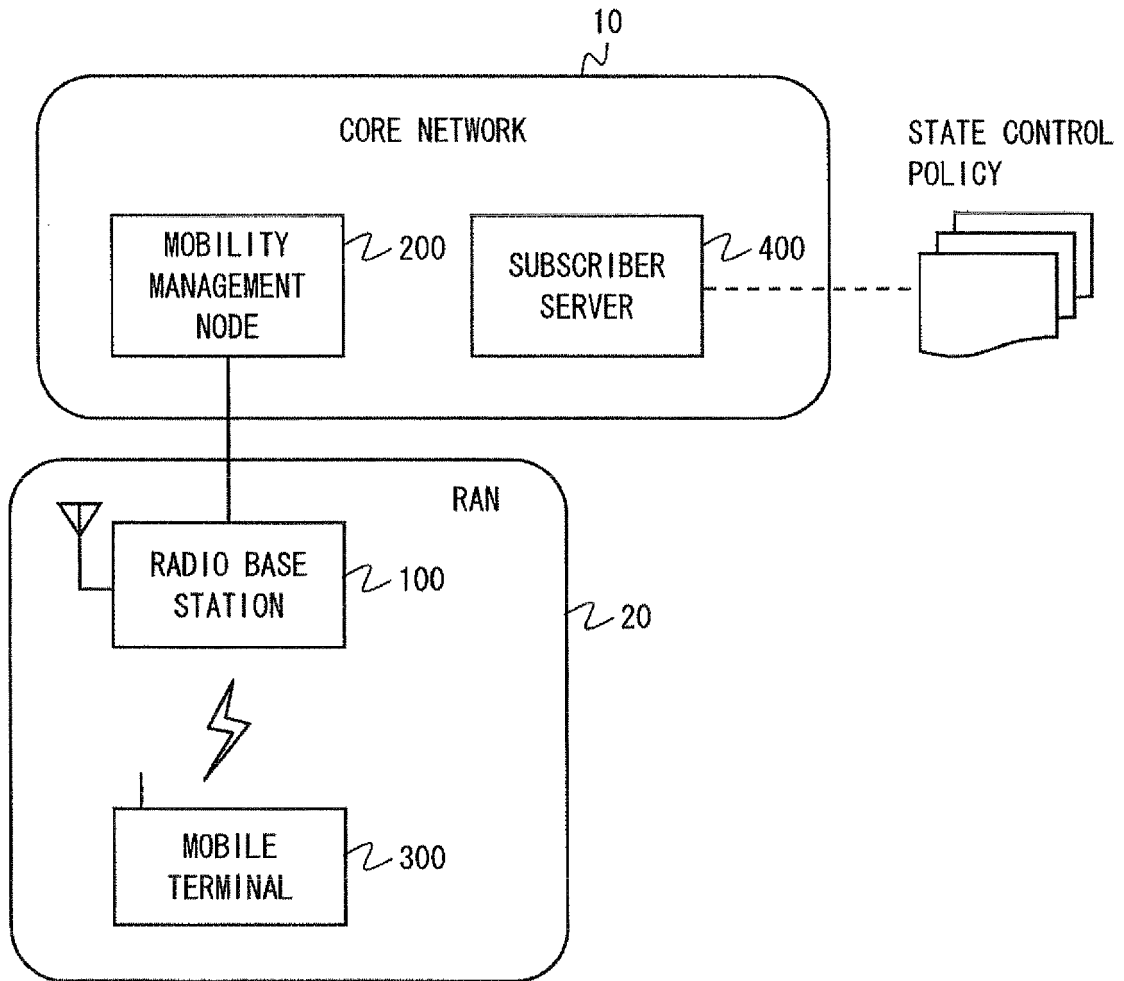 10
CORE NETWORK
STATE CONTROL
POLICY
MOBILITY
MANAGEMENT
NODE
200
SUBSCRIBER
SERVER
400
RAN
RADIO BASE
STATION
100
20
MOBILE
TERMINAL
300